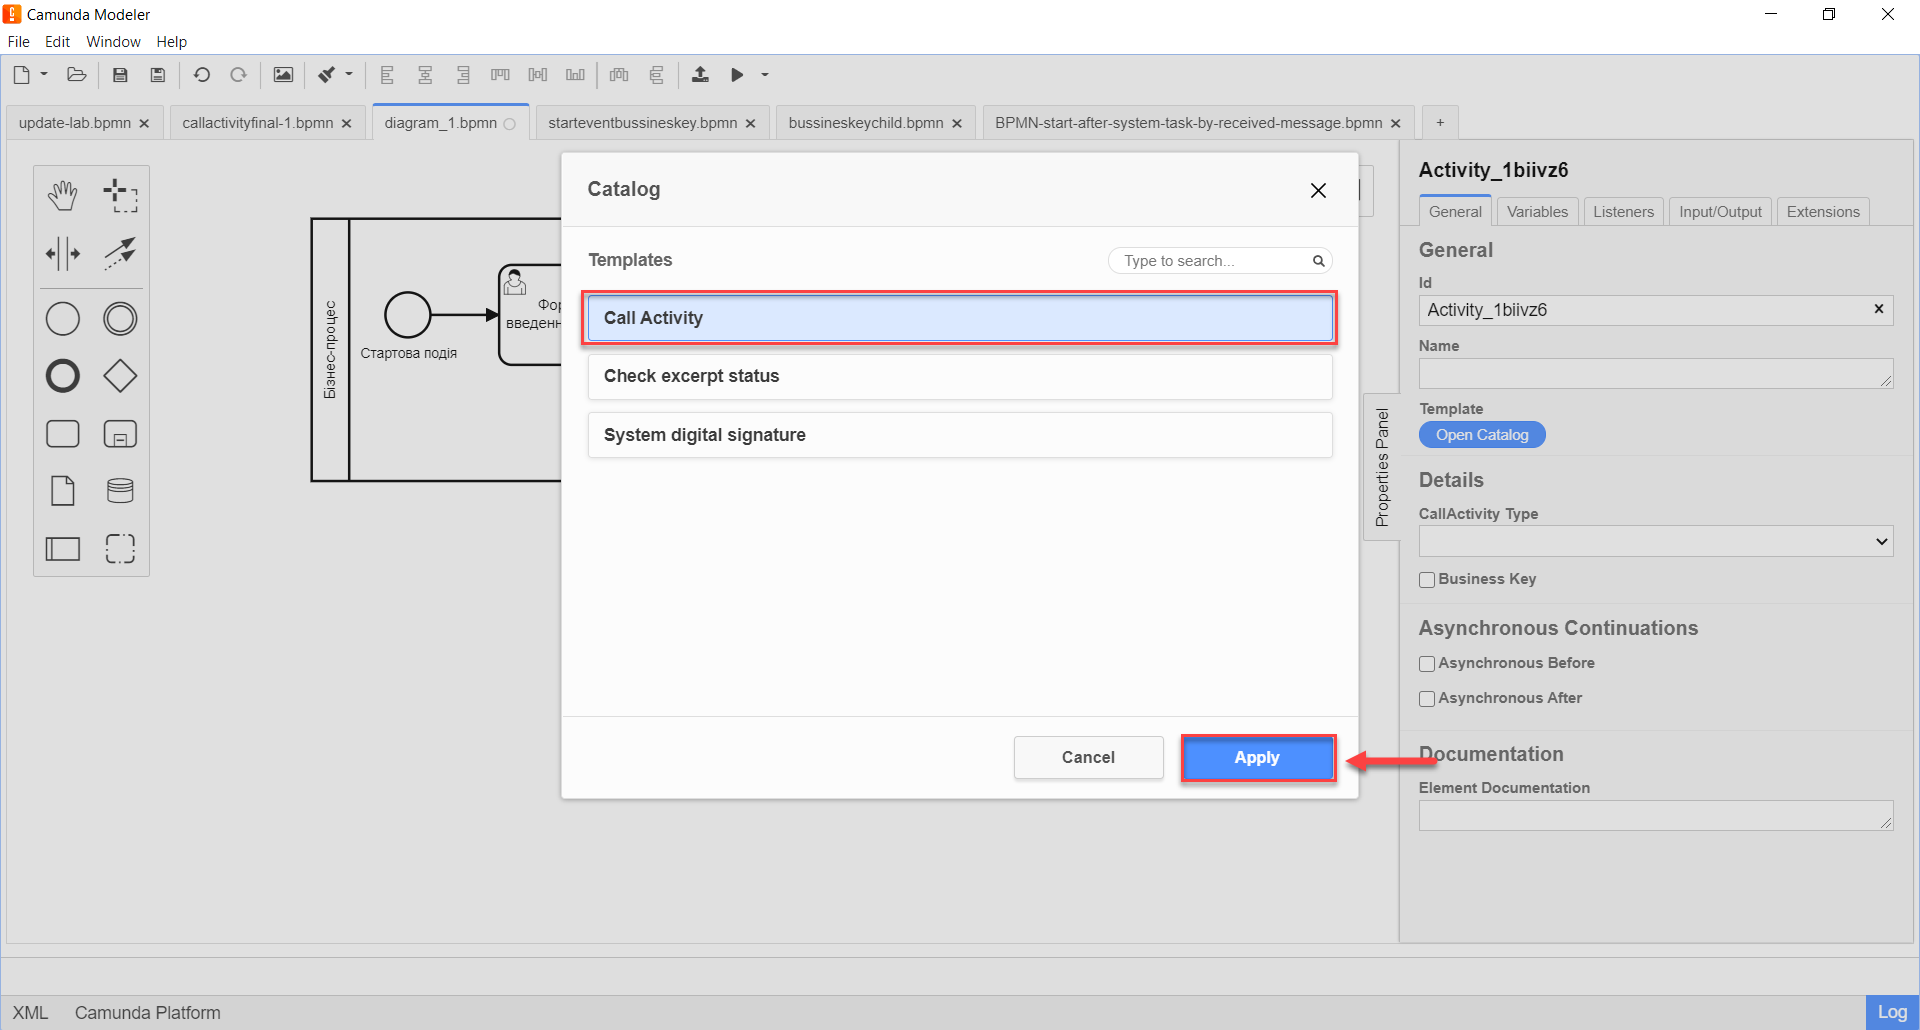 Camunda Modeler
File Edit Window Help
update-lab.bpmn
callactivityfinal-1.bpmn
diagram_1.bpmn
starteventbussineskey.bpmn
bussineskeychild.bpmn
BPMN-start-after-system-task-by-received-message.bpmn
+
Бізнес-процес
Стартова подія
Фор
введенн
Catalog
Templates
Type to search...
Call Activity
Check excerpt status
System digital signature
Cancel
Apply
Properties Panel
Activity_1biivz6
General Variables Listeners Input/Output Extensions
General
Id
Activity_1biivz6
Name
Template
Open Catalog
Details
CallActivity Type
Business Key
Asynchronous Continuations
Asynchronous Before
Asynchronous After
Documentation
Element Documentation
XML Camunda Platform
Log